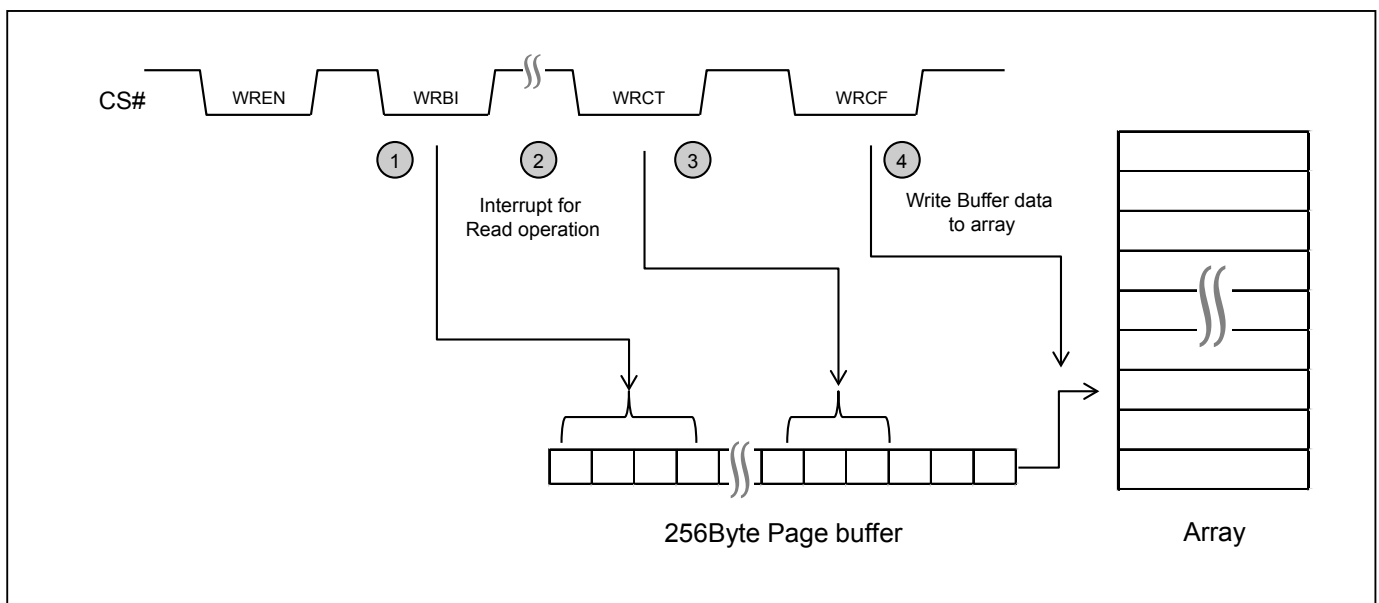 CS#
WREN
WRBI
WRCT
WRCF
1
2
3
4
Interrupt for
Read operation
Write Buffer data
to array
256Byte Page buffer
Array